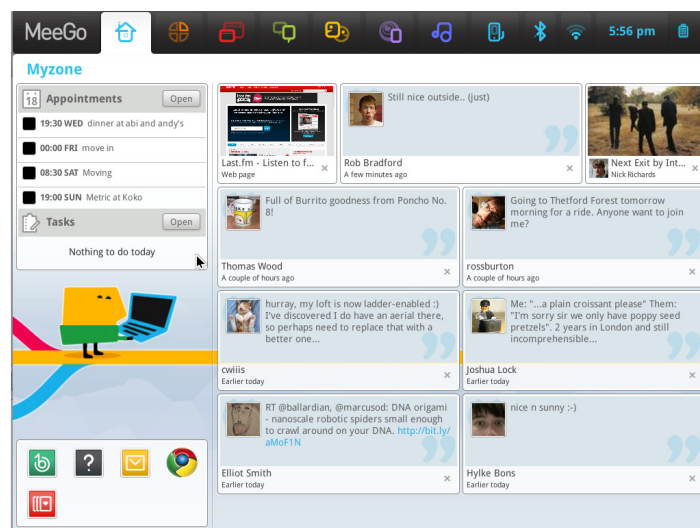 MeeGo
5:56 pm
Myzone
18 Appointments Open
19:30 WED dinner at abi and andy's
00:00 FRI move in
08:30 SAT Moving
19:00 SUN Metric at Koko
Tasks Open
Nothing to do today
Last.fm - Listen to f...
Web page
Still nice outside.. (just)
Rob Bradford
A few minutes ago
Next Exit by Int...
Nick Richards
Full of Burrito goodness from Poncho No.
8!
Thomas Wood
A couple of hours ago
Going to Thetford Forest tomorrow
morning for a ride. Anyone want to join
me?
rossburton
A couple of hours ago
hurray, my loft is now ladder-enabled :)
I've discovered I do have an aerial there,
so perhaps need to replace that with a
better one...
cwiiis
Earlier today
Me: "...a plain croissant please" Them:
"I'm sorry sir we only have poppy seed
pretzels". 2 years in London and still
incomprehensible...
Joshua Lock
Earlier today
RT @ballardian, @marcusod: DNA origami
- nanoscale robotic spiders small enough
to crawl around on your DNA. http://bit.ly/
aMoF1N
Elliot Smith
Earlier today
nice n sunny :-)
Hylke Bons
Earlier today